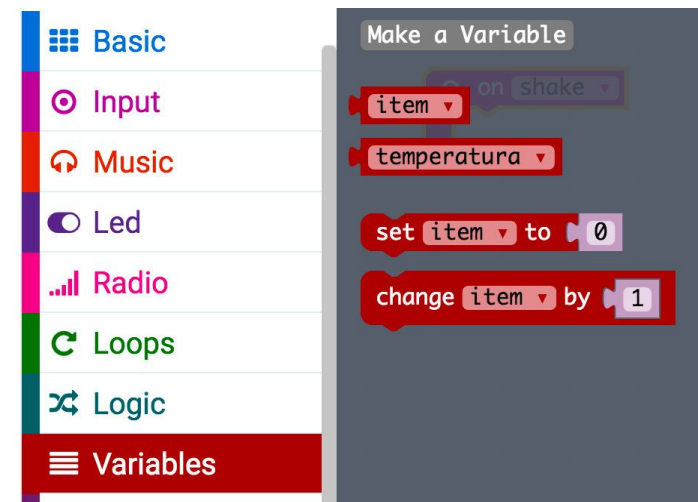 Basic
Input
Music
Led
Radio
Loops
Logic
Variables
Make a Variable
on shake
item
temperatura
set item to 0
change item by 1